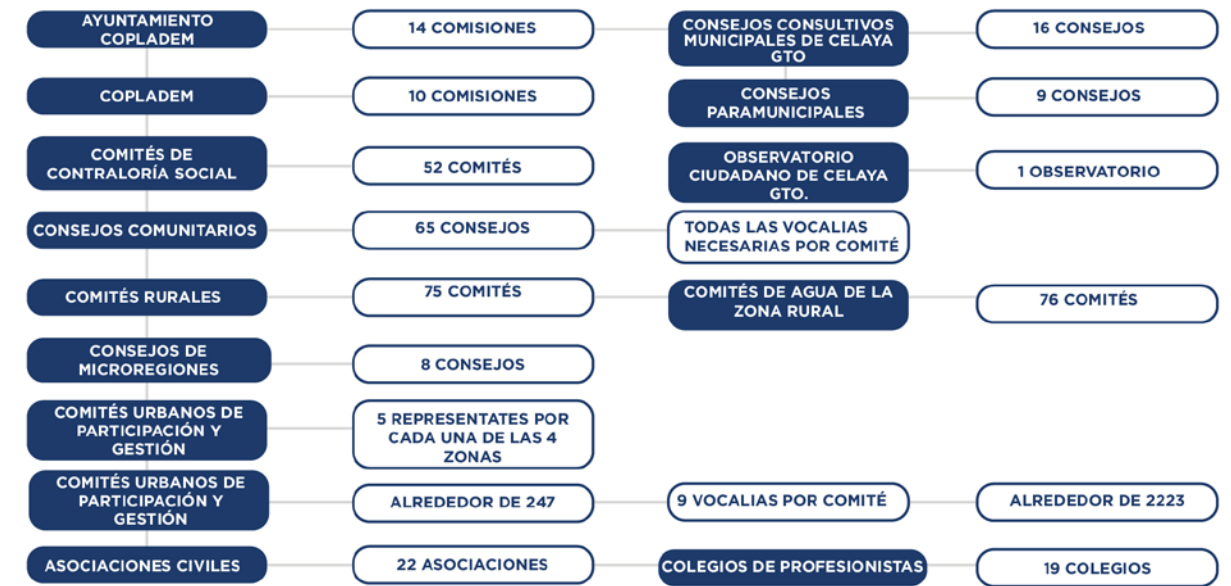 AYUNTAMIENTO
COPLADEM
14 COMISIONES
CONSEJOS CONSULTIVOS
MUNICIPALES DE CELAYA
GTO
16 CONSEJOS
COPLADEM
10 COMISIONES
CONSEJOS
PARAMUNICIPALES
9 CONSEJOS
COMITÉS DE
CONTRALORÍA SOCIAL
52 COMITÉS
OBSERVATORIO
CIUDADANO DE CELAYA
GTO.
1 OBSERVATORIO
CONSEJOS COMUNITARIOS
65 CONSEJOS
TODAS LAS VOCALIAS
NECESARIAS POR COMITÉ
COMITÉS RURALES
75 COMITÉS
COMITÉS DE AGUA DE LA
ZONA RURAL
76 COMITÉS
CONSEJOS DE
MICROREGIONES
8 CONSEJOS
COMITÉS URBANOS DE
PARTICIPACIÓN Y
GESTIÓN
5 REPRESENTATES POR
CADA UNA DE LAS 4
ZONAS
COMITÉS URBANOS DE
PARTICIPACIÓN Y
GESTIÓN
ALREDEDOR DE 247
9 VOCALIAS POR COMITÉ
ALREDEDOR DE 2223
ASOCIACIONES CIVILES
22 ASOCIACIONES
COLEGIOS DE PROFESIONISTAS
19 COLEGIOS